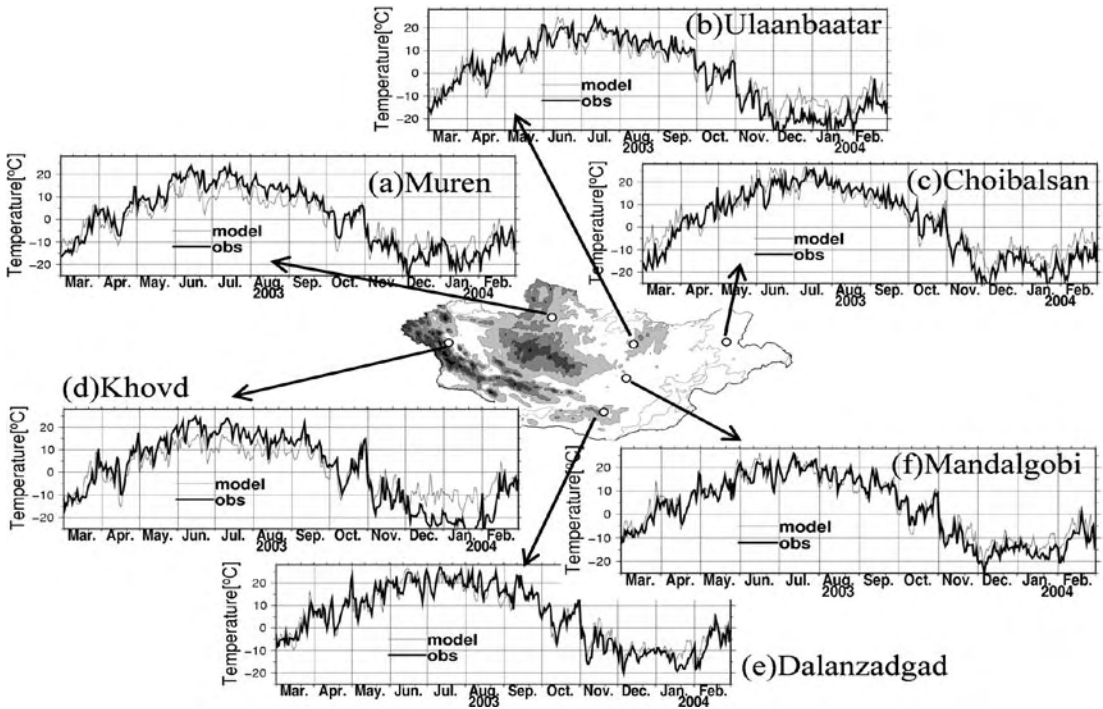 (b)Ulaanbaatar
Temperature[ºC]
20
10
0
−10
−20
model
obs
Mar. Apr. May. Jun. Jul. Aug. Sep. Oct. Nov. Dec. Jan. Feb.
2003 2004
(a)Muren
Temperature[ºC]
20
10
0
−10
−20
model
obs
Mar. Apr. May. Jun. Jul. Aug. Sep. Oct. Nov. Dec. Jan. Feb.
2003 2004
(c)Choibalsan
Temperature[ºC]
20
10
0
−10
−20
model
obs
Mar. Apr. May. Jun. Jul. Aug. Sep. Oct. Nov. Dec. Jan. Feb.
2003 2004
(d)Khovd
Temperature[ºC]
20
10
0
−10
−20
model
obs
Mar. Apr. May. Jun. Jul. Aug. Sep. Oct. Nov. Dec. Jan. Feb.
2003 2004
(f)Mandalgobi
Temperature[ºC]
20
10
0
−10
−20
model
obs
Mar. Apr. May. Jun. Jul. Aug. Sep. Oct. Nov. Dec. Jan. Feb.
2003 2004
Temperature[ºC]
20
10
0
−10
−20
model
obs
Mar. Apr. May. Jun. Jul. Aug. Sep. Oct. Nov. Dec. Jan. Feb.
2003 2004
(e)Dalanzadgad